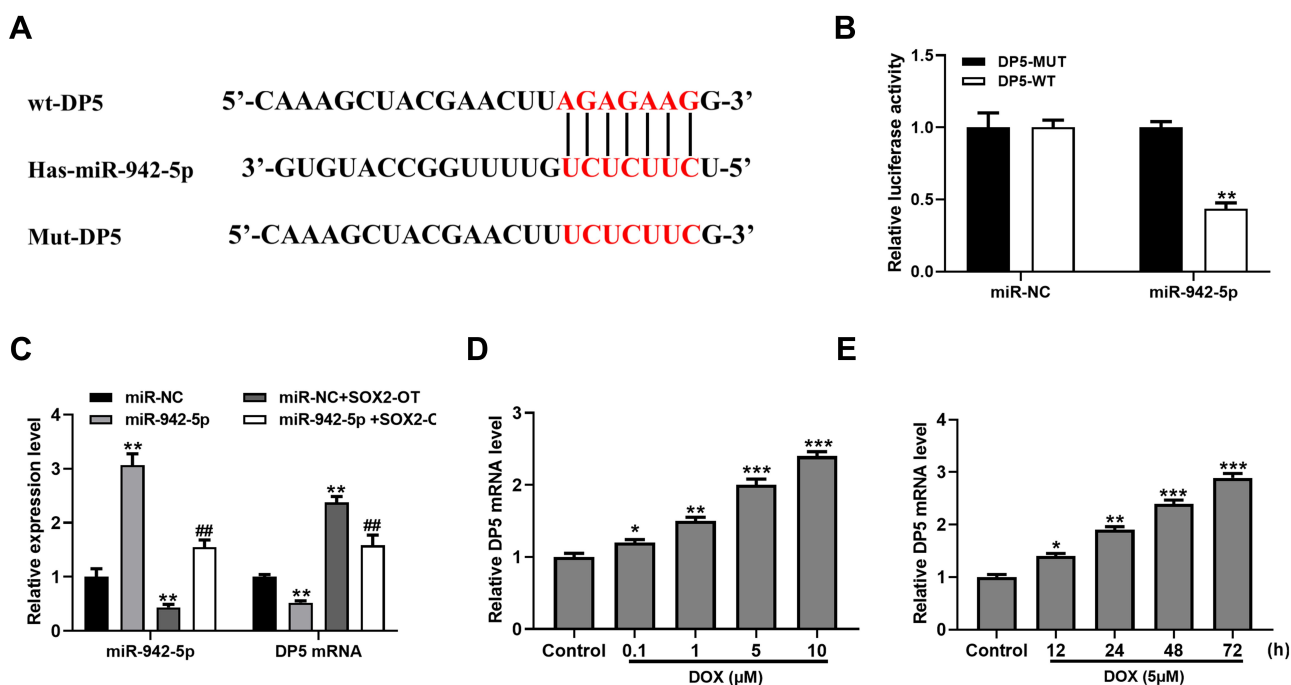 A
wt-DP5 5’-CAAAGCUACGAACUUAGAGAAGG-3’
Has-miR-942-5p 3’-GUGUACCGGUUUUGUCUCUUCU-5’
Mut-DP5 5’-CAAAGCUACGAACUUUCUCUUCG-3’
B
Relative luciferase activity
1.5
1.0
0.5
0.0
DP5-MUT
DP5-WT
**
miR-NC miR-942-5p
C
miR-NC miR-NC+SOX2-OT
miR-942-5p miR-942-5p +SOX2-C
Relative expression level
4
3
2
1
0
** ** ## ** ** ##
miR-942-5p DP5 mRNA
D
Relative DP5 mRNA level
3
2
1
0
* ** *** ***
Control 0.1 1 5 10
DOX (µM)
E
Relative DP5 mRNA level
4
3
2
1
0
* ** *** ***
Control 12 24 48 72 (h)
DOX (5µM)